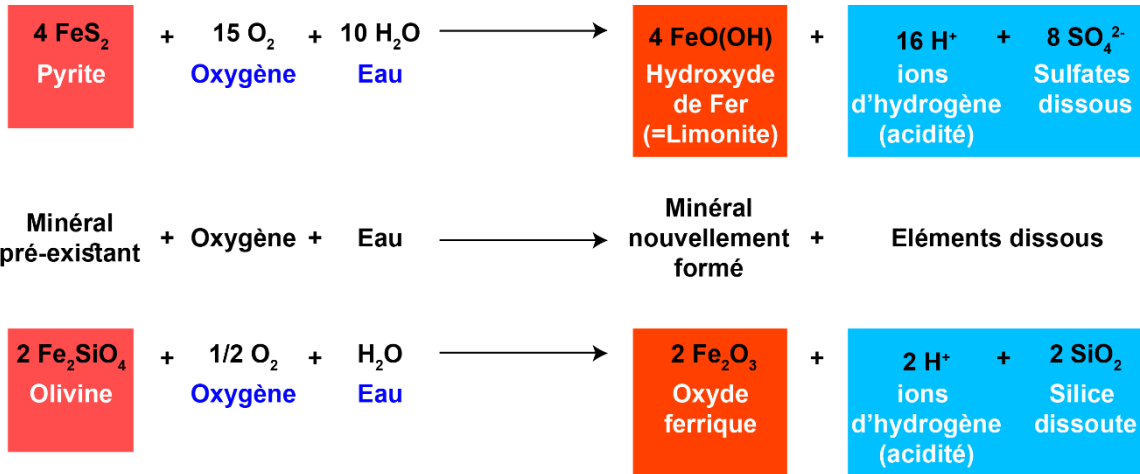 4 FeS₂ + 15 O₂ + 10 H₂O 4 FeO(OH) + 16 H⁺ + 8 SO₄²⁻
Pyrite Oxygène Eau Hydroxyde ions Sulfates
de Fer d'hydrogène dissous
(=Limonite) (acidité)
Minéral Minéral
pré-existant + Oxygène + Eau nouvellement + Eléments dissous
formé
2 Fe₂SiO₄ + 1/2 O₂ + H₂O 2 Fe₂O₃ + 2 H⁺ + 2 SiO₂
Olivine Oxygène Eau Oxyde ions Silice
ferrique d'hydrogène dissoute
(acidité)